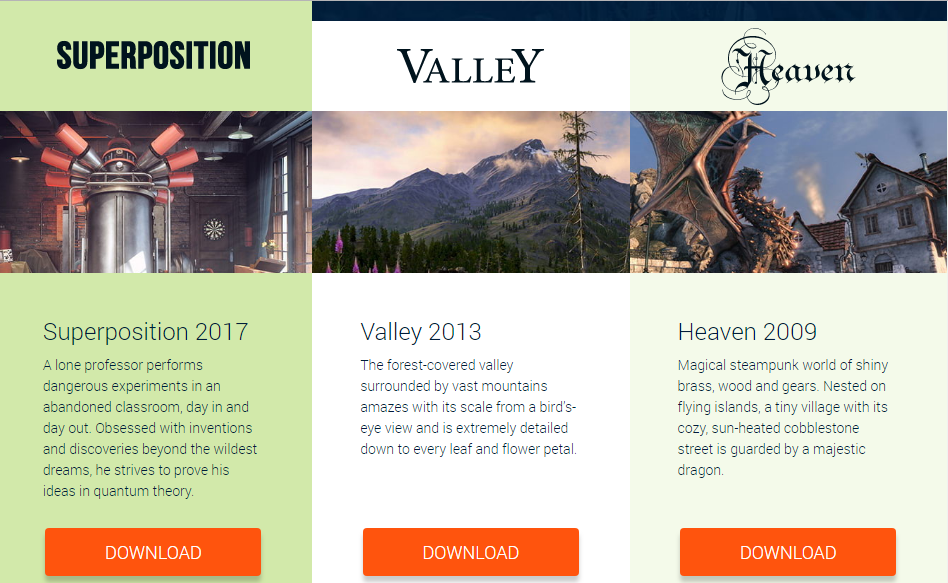 SUPERPOSITION
VALLEY
Heaven
Superposition 2017
A lone professor performs
dangerous experiments in an
abandoned classroom, day in and
day out. Obsessed with inventions
and discoveries beyond the wildest
dreams, he strives to prove his
ideas in quantum theory.
DOWNLOAD
Valley 2013
The forest-covered valley
surrounded by vast mountains
amazes with its scale from a bird's-
eye view and is extremely detailed
down to every leaf and flower petal.
DOWNLOAD
Heaven 2009
Magical steampunk world of shiny
brass, wood and gears. Nested on
flying islands, a tiny village with its
cozy, sun-heated cobblestone
street is guarded by a majestic
dragon.
DOWNLOAD